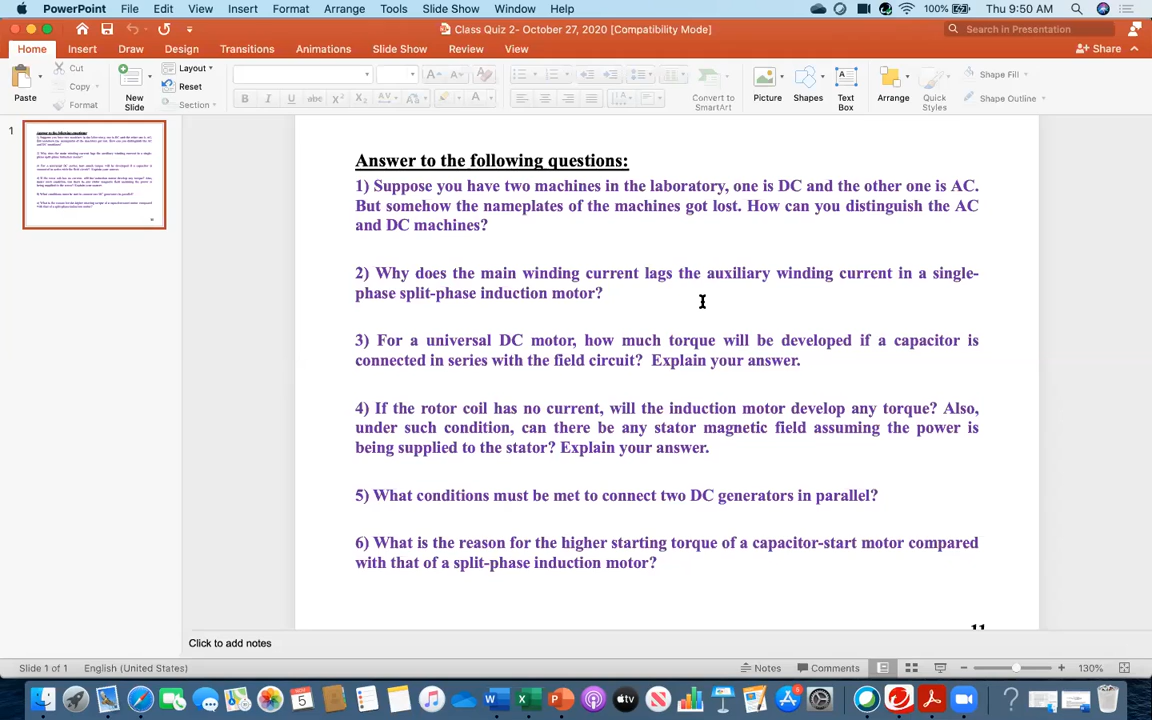 PowerPoint File Edit View Insert Format Arrange Tools Slide Show Window Help 100% Thu 9:50 AM
Class Quiz 2- October 27, 2020 [Compatibility Mode] Search in Presentation
Home Insert Draw Design Transitions Animations Slide Show Review View Share
Paste Cut Copy Format New Slide Layout Reset Section
B I U abc X² X₂ AV Aa A
Convert to SmartArt Picture Shapes Text Box Arrange Quick Styles Shape Fill Shape Outline
1
Answer to the following questions:
1) Suppose you have two machines in the laboratory, one is DC and the other one is AC.
But somehow the nameplates of the machines got lost. How can you distinguish the AC
and DC machines?
2) Why does the main winding current lags the auxiliary winding current in a single-
phase split-phase induction motor?
3) For a universal DC motor, how much torque will be developed if a capacitor is
connected in series with the field circuit? Explain your answer.
4) If the rotor coil has no current, will the induction motor develop any torque? Also,
under such condition, can there be any stator magnetic field assuming the power is
being supplied to the stator? Explain your answer.
5) What conditions must be met to connect two DC generators in parallel?
6) What is the reason for the higher starting torque of a capacitor-start motor compared
with that of a split-phase induction motor?
11
Click to add notes
Slide 1 of 1 English (United States) Notes Comments 130%